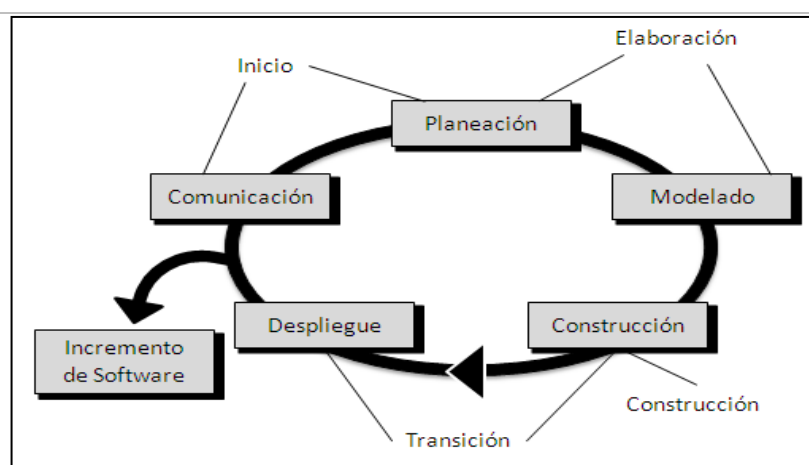 Elaboración
Inicio
Planeación
Comunicación
Modelado
Despliegue
Construcción
Incremento
de Software
Construcción
Transición